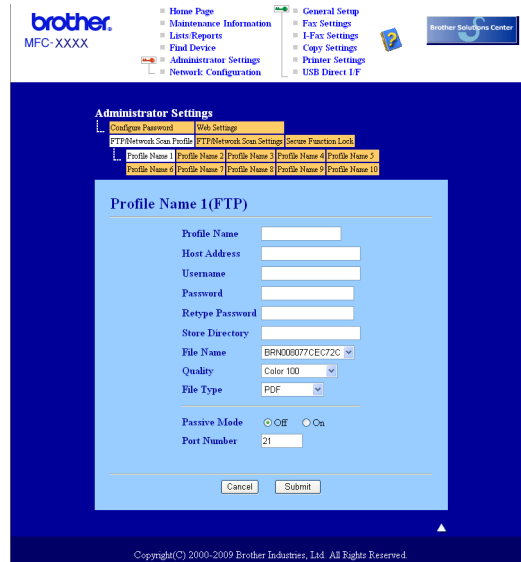 brother.
MFC-XXXX
Home Page
Maintenance Information
Lists/Reports
Find Device
Administrator Settings
Network Configuration
General Setup
Fax Settings
I-Fax Settings
Copy Settings
Printer Settings
USB Direct I/F
Brother Solutions Center
Administrator Settings
Configure Password Web Settings
FTP/Network Scan Profile FTP/Network Scan Settings Secure Function Lock
Profile Name 1 Profile Name 2 Profile Name 3 Profile Name 4 Profile Name 5
Profile Name 6 Profile Name 7 Profile Name 8 Profile Name 9 Profile Name 10
Profile Name 1(FTP)
Profile Name
Host Address
Username
Password
Retype Password
Store Directory
File Name BRN008077CEC72C
Quality Color 100
File Type PDF
Passive Mode Off On
Port Number 21
Cancel Submit
Copyright(C) 2000-2009 Brother Industries, Ltd. All Rights Reserved.